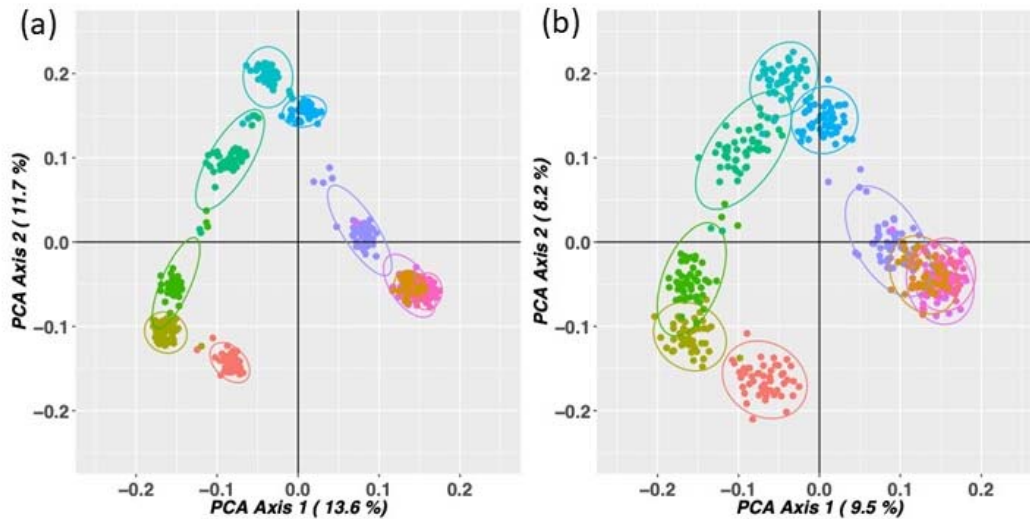 (a)
(b)
0.2
0.1
0.0
−0.1
−0.2
PCA Axis 2 ( 11.7 %)
−0.2 −0.1 0.0 0.1 0.2
PCA Axis 1 ( 13.6 %)
0.2
0.1
0.0
−0.1
−0.2
PCA Axis 2 ( 8.2 %)
−0.2 −0.1 0.0 0.1 0.2
PCA Axis 1 ( 9.5 %)